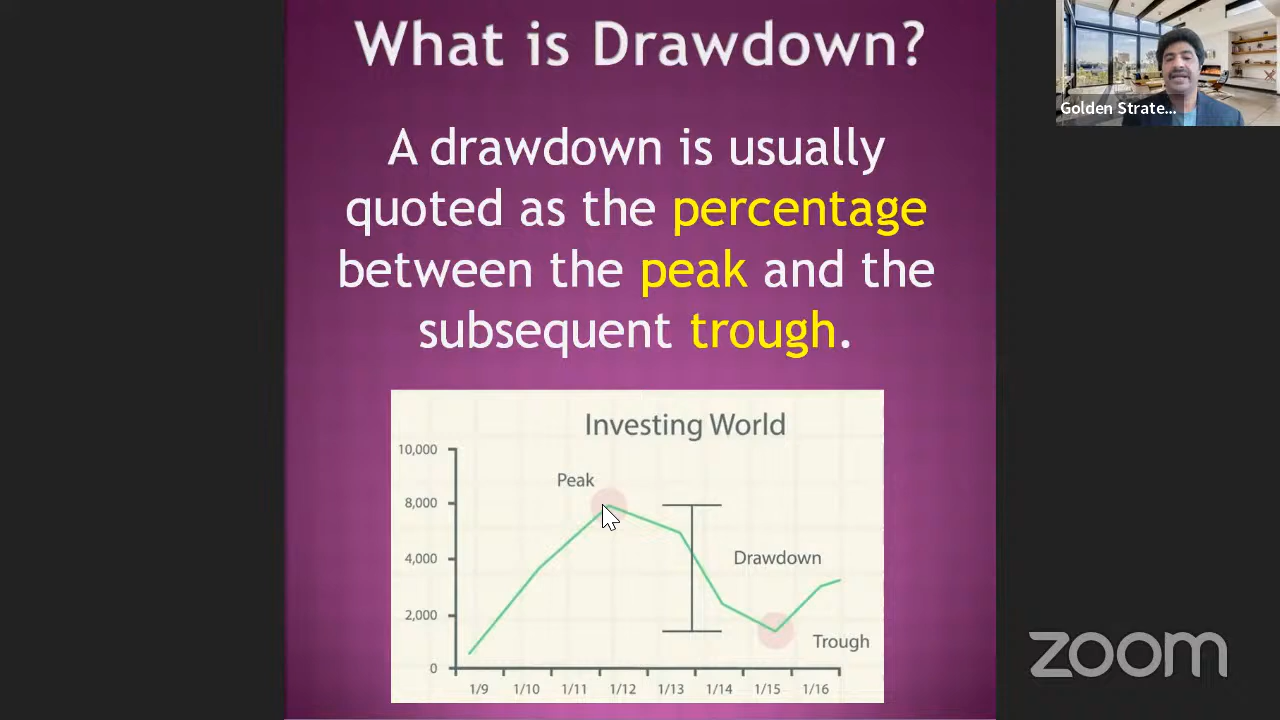 What is Drawdown?
Golden Strate...
A drawdown is usually
quoted as the percentage
between the peak and the
subsequent trough.
Investing World
10,000
Peak
8,000
Drawdown
4,000
2,000
Trough
0
1/9 1/10 1/11 1/12 1/13 1/14 1/15 1/16
zoom